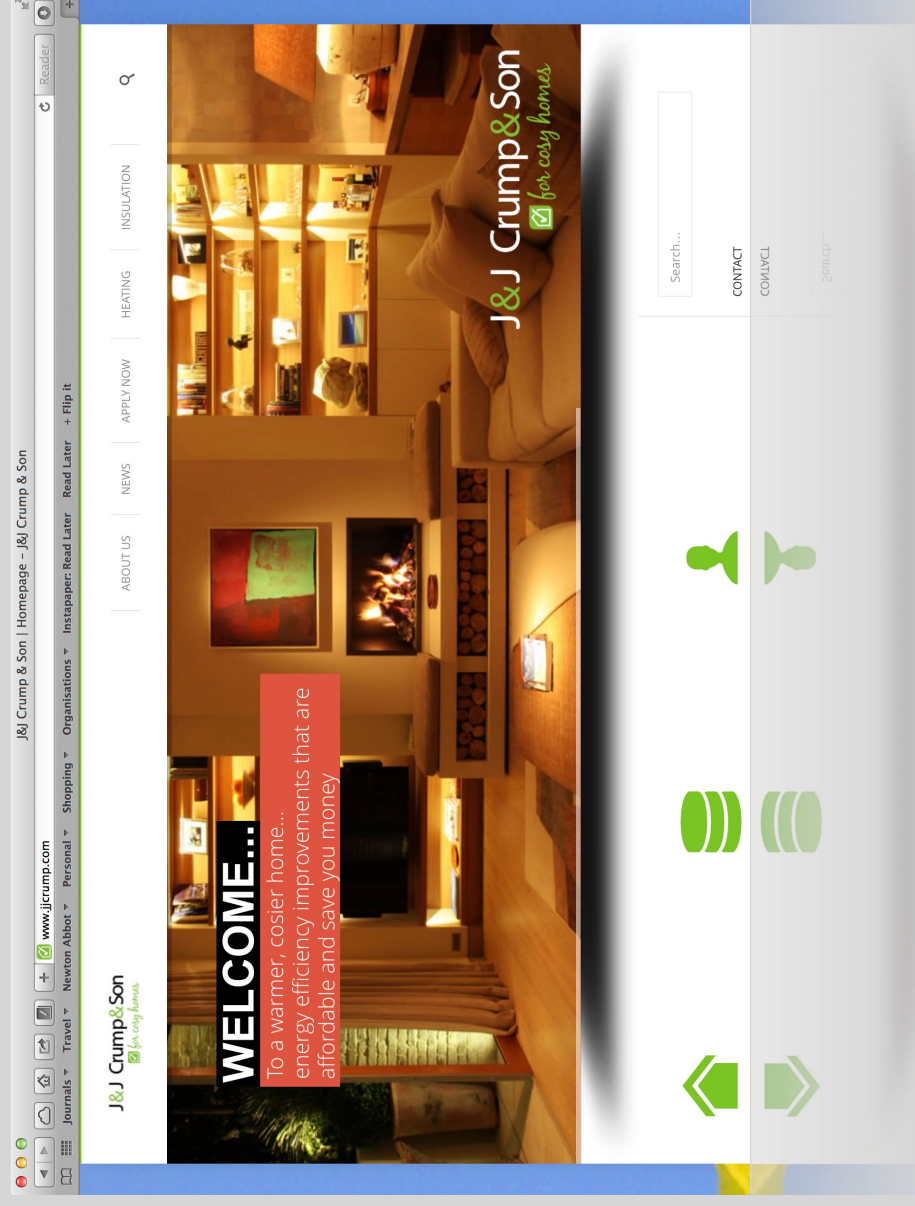 J&J Crump & Son | Homepage – J&J Crump & Son
www.jjcrump.com
Reader
Journals Travel Newton Abbot Personal Shopping Organisations Instapaper: Read Later Read Later + Flip it
J&J Crump&Son
for cosy homes
ABOUT US
NEWS
APPLY NOW
HEATING
INSULATION
WELCOME...
To a warmer, cosier home...
energy efficiency improvements that are
affordable and save you money
J&J Crump&Son
for cosy homes
Search...
CONTACT
CONTACT
Search...